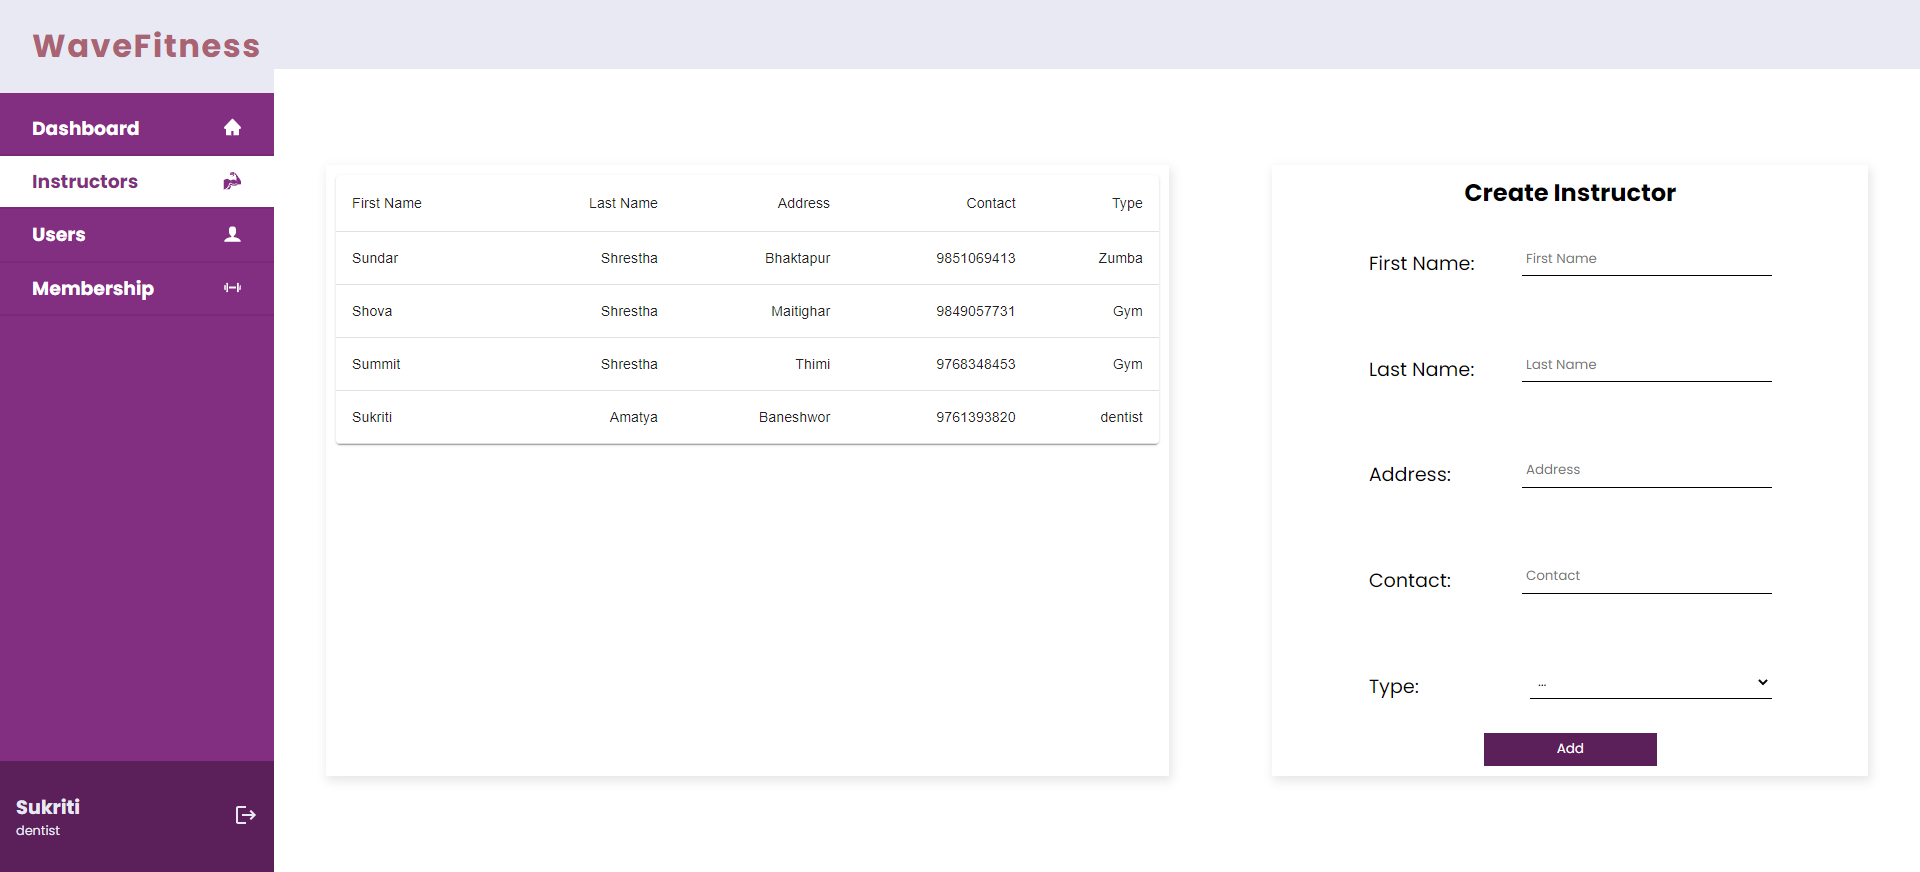 WaveFitness
Dashboard
Instructors
Users
Membership
Sukriti
dentist
First Name Last Name Address Contact Type
Sundar Shrestha Bhaktapur 9851069413 Zumba
Shova Shrestha Maitighar 9849057731 Gym
Summit Shrestha Thimi 9768348453 Gym
Sukriti Amatya Baneshwor 9761393820 dentist
Create Instructor
First Name: First Name
Last Name: Last Name
Address: Address
Contact: Contact
Type: ...
Add